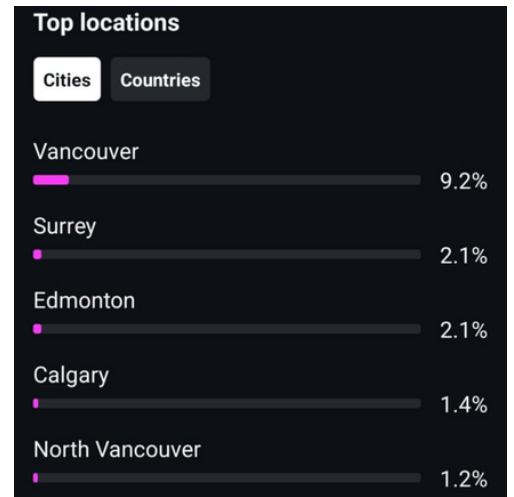 Top locations
Cities Countries
Vancouver
9.2%
Surrey
2.1%
Edmonton
2.1%
Calgary
1.4%
North Vancouver
1.2%